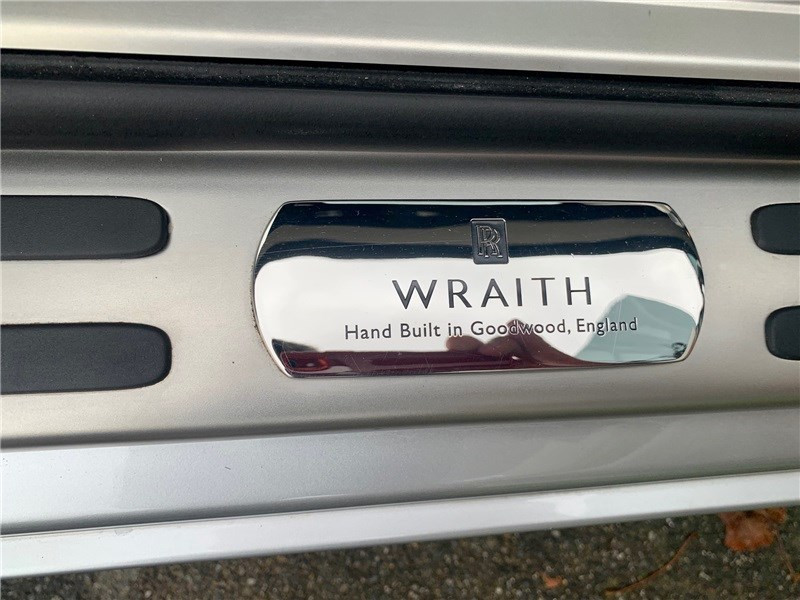 RR
WRAITH
Hand Built in Goodwood, England